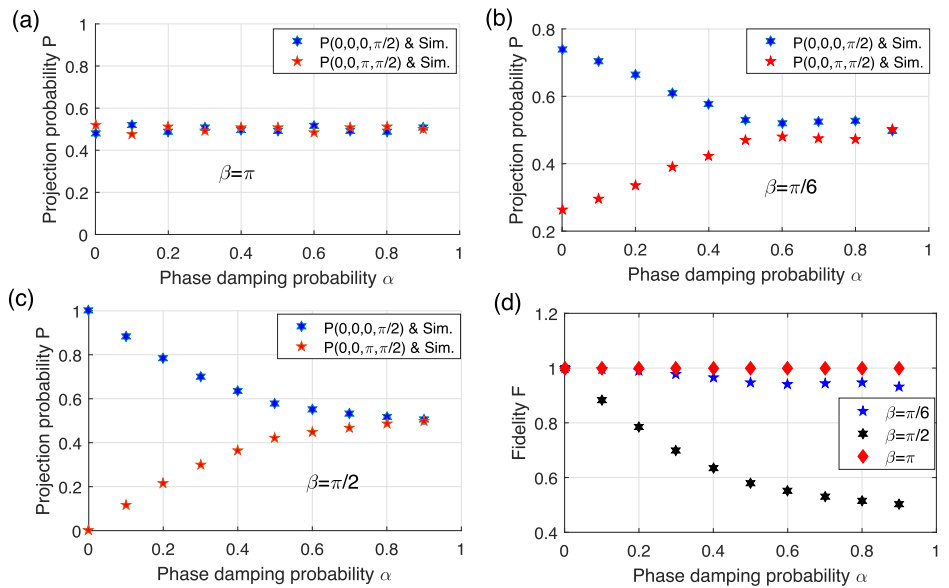 (a)
Projection probability P
1
0.8
0.6
0.4
0.2
0
0 0.2 0.4 0.6 0.8 1
Phase damping probability α
P(0,0,0,π/2) & Sim.
P(0,0,π,π/2) & Sim.
β=π
(b)
Projection probability P
0.8
0.6
0.4
0.2
0 0.2 0.4 0.6 0.8 1
Phase damping probability α
P(0,0,0,π/2) & Sim.
P(0,0,π,π/2) & Sim.
β=π/6
(c)
Projection probability P
1
0.8
0.6
0.4
0.2
0
0 0.2 0.4 0.6 0.8 1
Phase damping probability α
P(0,0,0,π/2) & Sim.
P(0,0,π,π/2) & Sim.
β=π/2
(d)
Fidelity F
1.2
1
0.8
0.6
0.4
0 0.2 0.4 0.6 0.8 1
Phase damping probability α
β=π/6
β=π/2
β=π